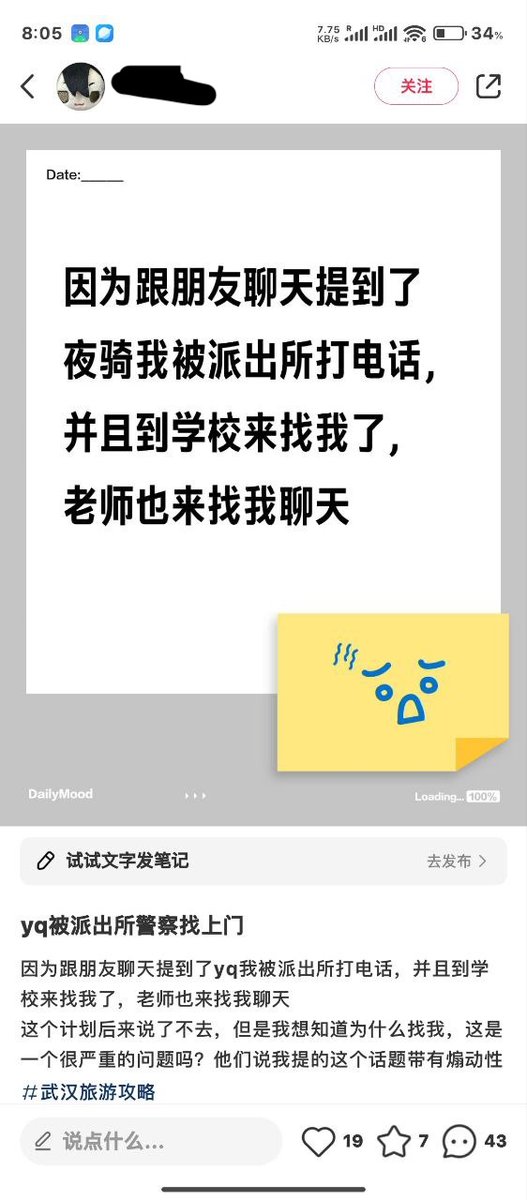 8:05
7.75 KB/s R HD 6 34%
关注
Date:_____
因为跟朋友聊天提到了
夜骑我被派出所打电话，
并且到学校来找我了，
老师也来找我聊天
DailyMood
Loading... 100%
试试文字发笔记
去发布
yq被派出所警察找上门
因为跟朋友聊天提到了yq我被派出所打电话，并且到学
校来找我了，老师也来找我聊天
这个计划后来说了不去，但是我想知道为什么找我，这是
一个很严重的问题吗？他们说我提的这个话题带有煽动性
#武汉旅游攻略
说点什么...
19
7
43